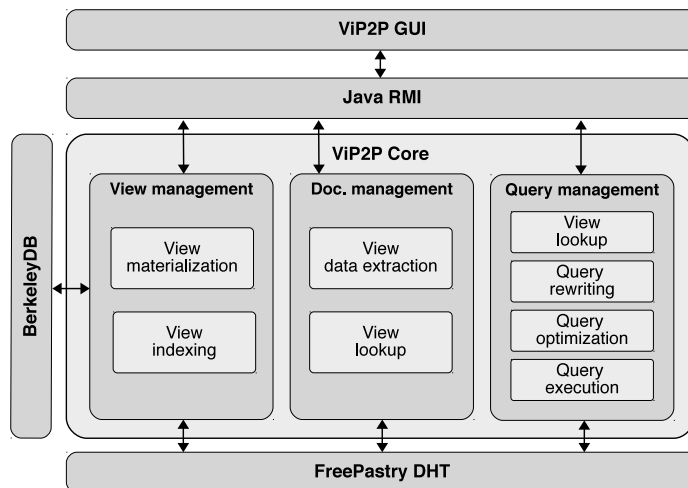 ViP2P GUI
Java RMI
ViP2P Core
BerkeleyDB
View management
View
materialization
View
indexing
Doc. management
View
data extraction
View
lookup
Query management
View
lookup
Query
rewriting
Query
optimization
Query
execution
FreePastry DHT